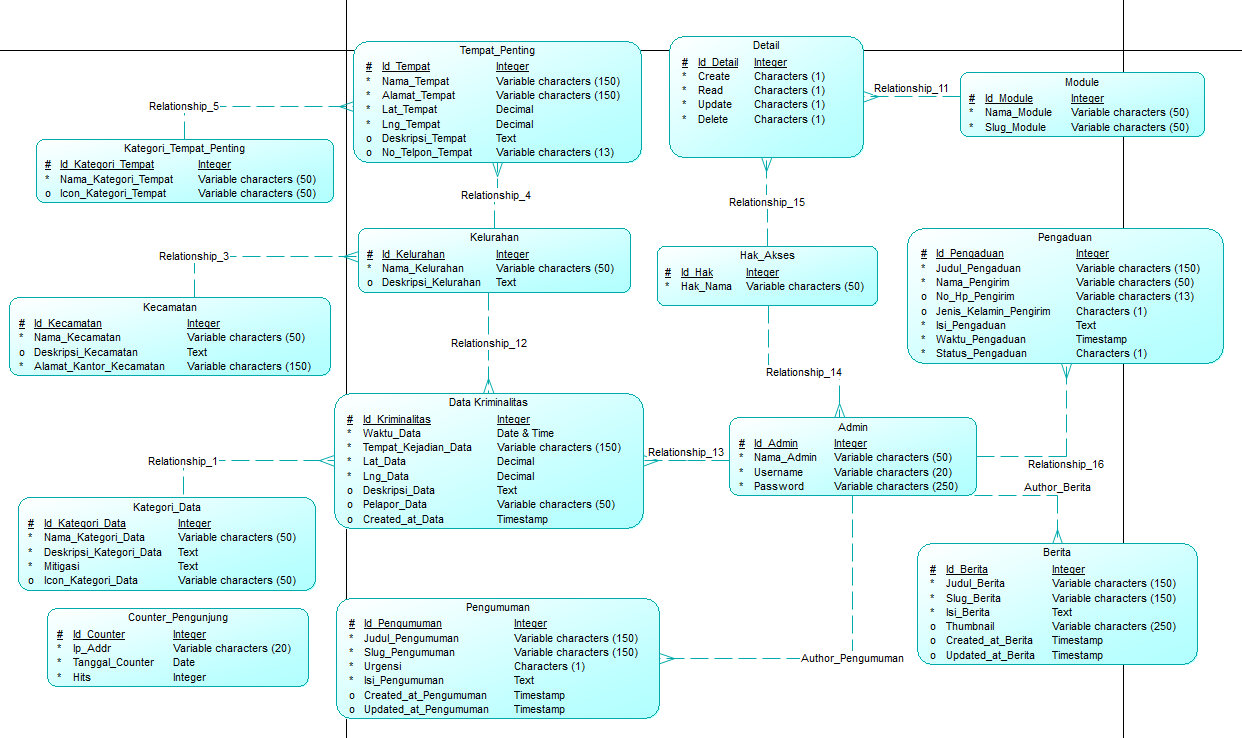 Tempat_Penting
# Id_Tempat Integer
* Nama_Tempat Variable characters (150)
* Alamat_Tempat Variable characters (150)
* Lat_Tempat Decimal
* Lng_Tempat Decimal
o Deskripsi_Tempat Text
o No_Telpon_Tempat Variable characters (13)
Detail
# Id_Detail Integer
* Create Characters (1)
* Read Characters (1)
* Update Characters (1)
* Delete Characters (1)
Relationship_11
Module
# Id_Module Integer
* Nama_Module Variable characters (50)
* Slug_Module Variable characters (50)
Relationship_5
Kategori_Tempat_Penting
# Id_Kategori_Tempat Integer
* Nama_Kategori_Tempat Variable characters (50)
o Icon_Kategori_Tempat Variable characters (50)
Relationship_4
Relationship_15
Kelurahan
# Id_Kelurahan Integer
* Nama_Kelurahan Variable characters (50)
o Deskripsi_Kelurahan Text
Hak_Akses
# Id_Hak Integer
* Hak_Nama Variable characters (50)
Pengaduan
# Id_Pengaduan Integer
* Judul_Pengaduan Variable characters (150)
* Nama_Pengirim Variable characters (50)
o No_Hp_Pengirim Variable characters (13)
o Jenis_Kelamin_Pengirim Characters (1)
* Isi_Pengaduan Text
* Waktu_Pengaduan Timestamp
* Status_Pengaduan Characters (1)
Relationship_3
Kecamatan
# Id_Kecamatan Integer
* Nama_Kecamatan Variable characters (50)
o Deskripsi_Kecamatan Text
* Alamat_Kantor_Kecamatan Variable characters (150)
Relationship_12
Relationship_14
Data Kriminalitas
# Id_Kriminalitas Integer
* Waktu_Data Date & Time
* Tempat_Kejadian_Data Variable characters (150)
* Lat_Data Decimal
* Lng_Data Decimal
o Deskripsi_Data Text
o Pelapor_Data Variable characters (50)
o Created_at_Data Timestamp
Relationship_13
Admin
# Id_Admin Integer
* Nama_Admin Variable characters (50)
* Username Variable characters (20)
* Password Variable characters (250)
Relationship_16
Author_Berita
Relationship_1
Kategori_Data
# Id_Kategori_Data Integer
* Nama_Kategori_Data Variable characters (50)
* Deskripsi_Kategori_Data Text
* Mitigasi Text
o Icon_Kategori_Data Variable characters (50)
Berita
# Id_Berita Integer
* Judul_Berita Variable characters (150)
* Slug_Berita Variable characters (150)
* Isi_Berita Text
o Thumbnail Variable characters (250)
o Created_at_Berita Timestamp
o Updated_at_Berita Timestamp
Counter_Pengunjung
# Id_Counter Integer
* Ip_Addr Variable characters (20)
* Tanggal_Counter Date
* Hits Integer
Pengumuman
# Id_Pengumuman Integer
* Judul_Pengumuman Variable characters (150)
* Slug_Pengumuman Variable characters (150)
* Urgensi Characters (1)
* Isi_Pengumuman Text
o Created_at_Pengumuman Timestamp
o Updated_at_Pengumuman Timestamp
Author_Pengumuman